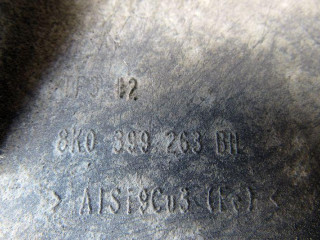 8K0 399 263 BH
> AlSi9Cu3 (Fe) <